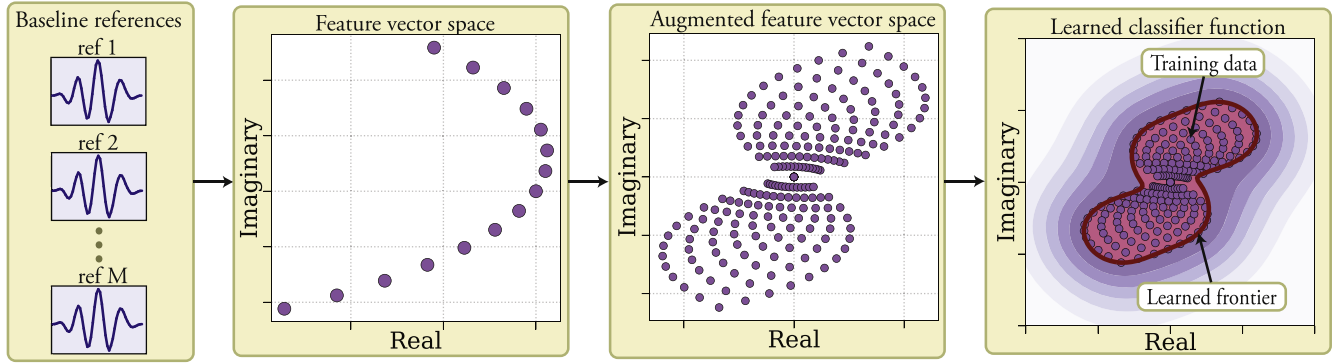 Baseline references
ref 1
ref 2
ref M
Feature vector space
Imaginary
Real
Augmented feature vector space
Imaginary
Real
Learned classifier function
Training data
Learned frontier
Imaginary
Real